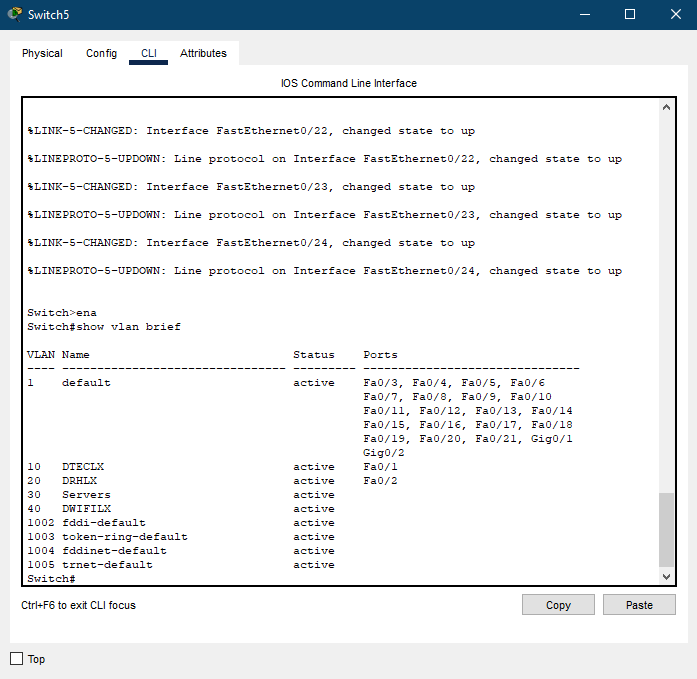 Switch5
Physical Config CLI Attributes
IOS Command Line Interface
%LINK-5-CHANGED: Interface FastEthernet0/22, changed state to up
%LINEPROTO-5-UPDOWN: Line protocol on Interface FastEthernet0/22, changed state to up
%LINK-5-CHANGED: Interface FastEthernet0/23, changed state to up
%LINEPROTO-5-UPDOWN: Line protocol on Interface FastEthernet0/23, changed state to up
%LINK-5-CHANGED: Interface FastEthernet0/24, changed state to up
%LINEPROTO-5-UPDOWN: Line protocol on Interface FastEthernet0/24, changed state to up
Switch>ena
Switch#show vlan brief
VLAN Name                             Status    Ports
---- -------------------------------- --------- -------------------------------
1    default                          active    Fa0/3, Fa0/4, Fa0/5, Fa0/6
                                                Fa0/7, Fa0/8, Fa0/9, Fa0/10
                                                Fa0/11, Fa0/12, Fa0/13, Fa0/14
                                                Fa0/15, Fa0/16, Fa0/17, Fa0/18
                                                Fa0/19, Fa0/20, Fa0/21, Gig0/1
                                                Gig0/2
10   DTECLX                           active    Fa0/1
20   DRHLX                            active    Fa0/2
30   Servers                          active
40   DWIFILX                          active
1002 fddi-default                     active
1003 token-ring-default               active
1004 fddinet-default                  active
1005 trnet-default                    active
Switch#
Ctrl+F6 to exit CLI focus
Copy Paste
Top